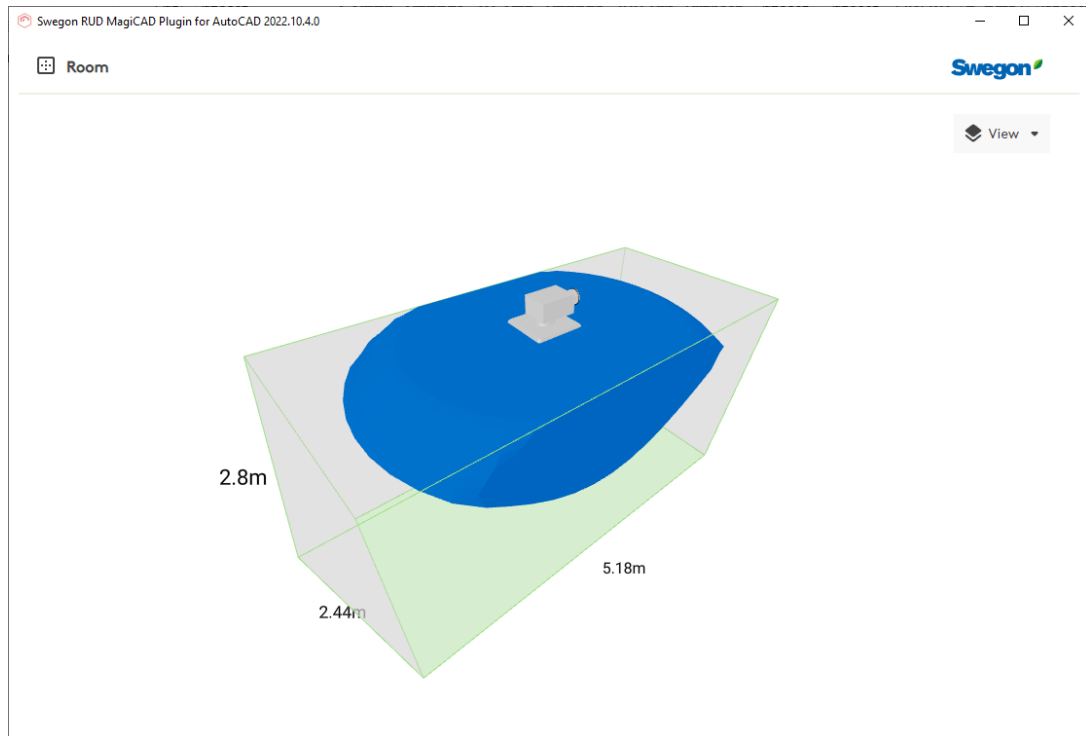 Swegon RUD MagiCAD Plugin for AutoCAD 2022.10.4.0
Room
Swegon
View
2.8m
5.18m
2.44m